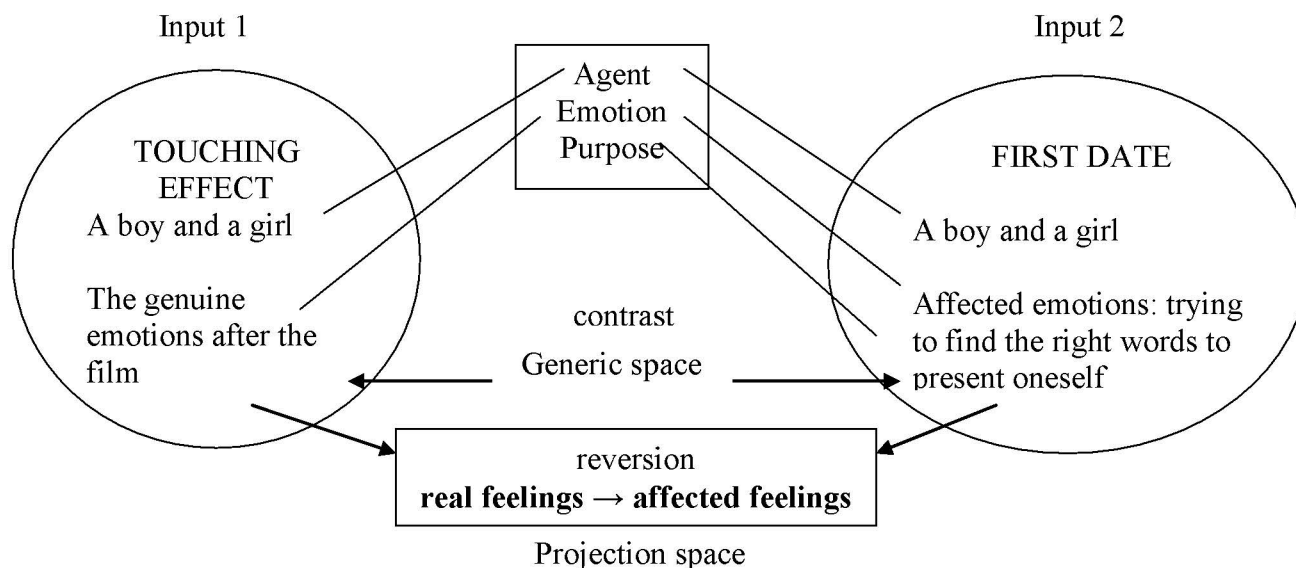 Input 1
Input 2
Agent
Emotion
Purpose
TOUCHING
EFFECT
A boy and a girl
The genuine
emotions after the
film
FIRST DATE
A boy and a girl
Affected emotions: trying
to find the right words to
present oneself
contrast
Generic space
reversion
real feelings → affected feelings
Projection space